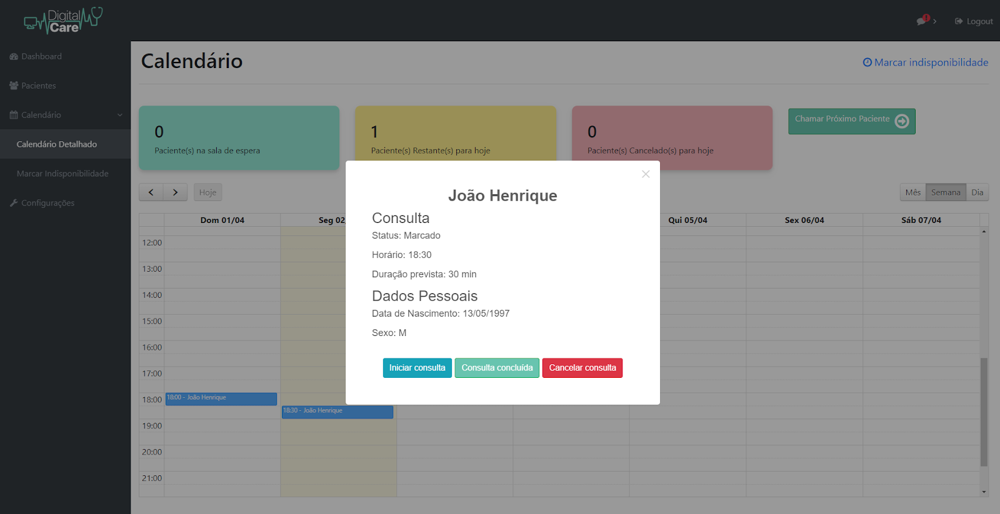 Digital
Care
1
Logout
Dashboard
Pacientes
Calendário
Calendário Detalhado
Marcar Indisponibilidade
Configurações
Calendário
Marcar indisponibilidade
0
Paciente(s) na sala de espera
1
Paciente(s) Restante(s) para hoje
0
Paciente(s) Cancelado(s) para hoje
Chamar Próximo Paciente
Hoje
Mês Semana Dia
Dom 01/04 Seg 02/ Qui 05/04 Sex 06/04 Sáb 07/04
12:00
13:00
14:00
15:00
16:00
17:00
18:00
19:00
20:00
21:00
18:00 - João Henrique
18:30 - João Henrique
×
João Henrique
Consulta
Status: Marcado
Horário: 18:30
Duração prevista: 30 min
Dados Pessoais
Data de Nascimento: 13/05/1997
Sexo: M
Iniciar consulta Consulta concluída Cancelar consulta